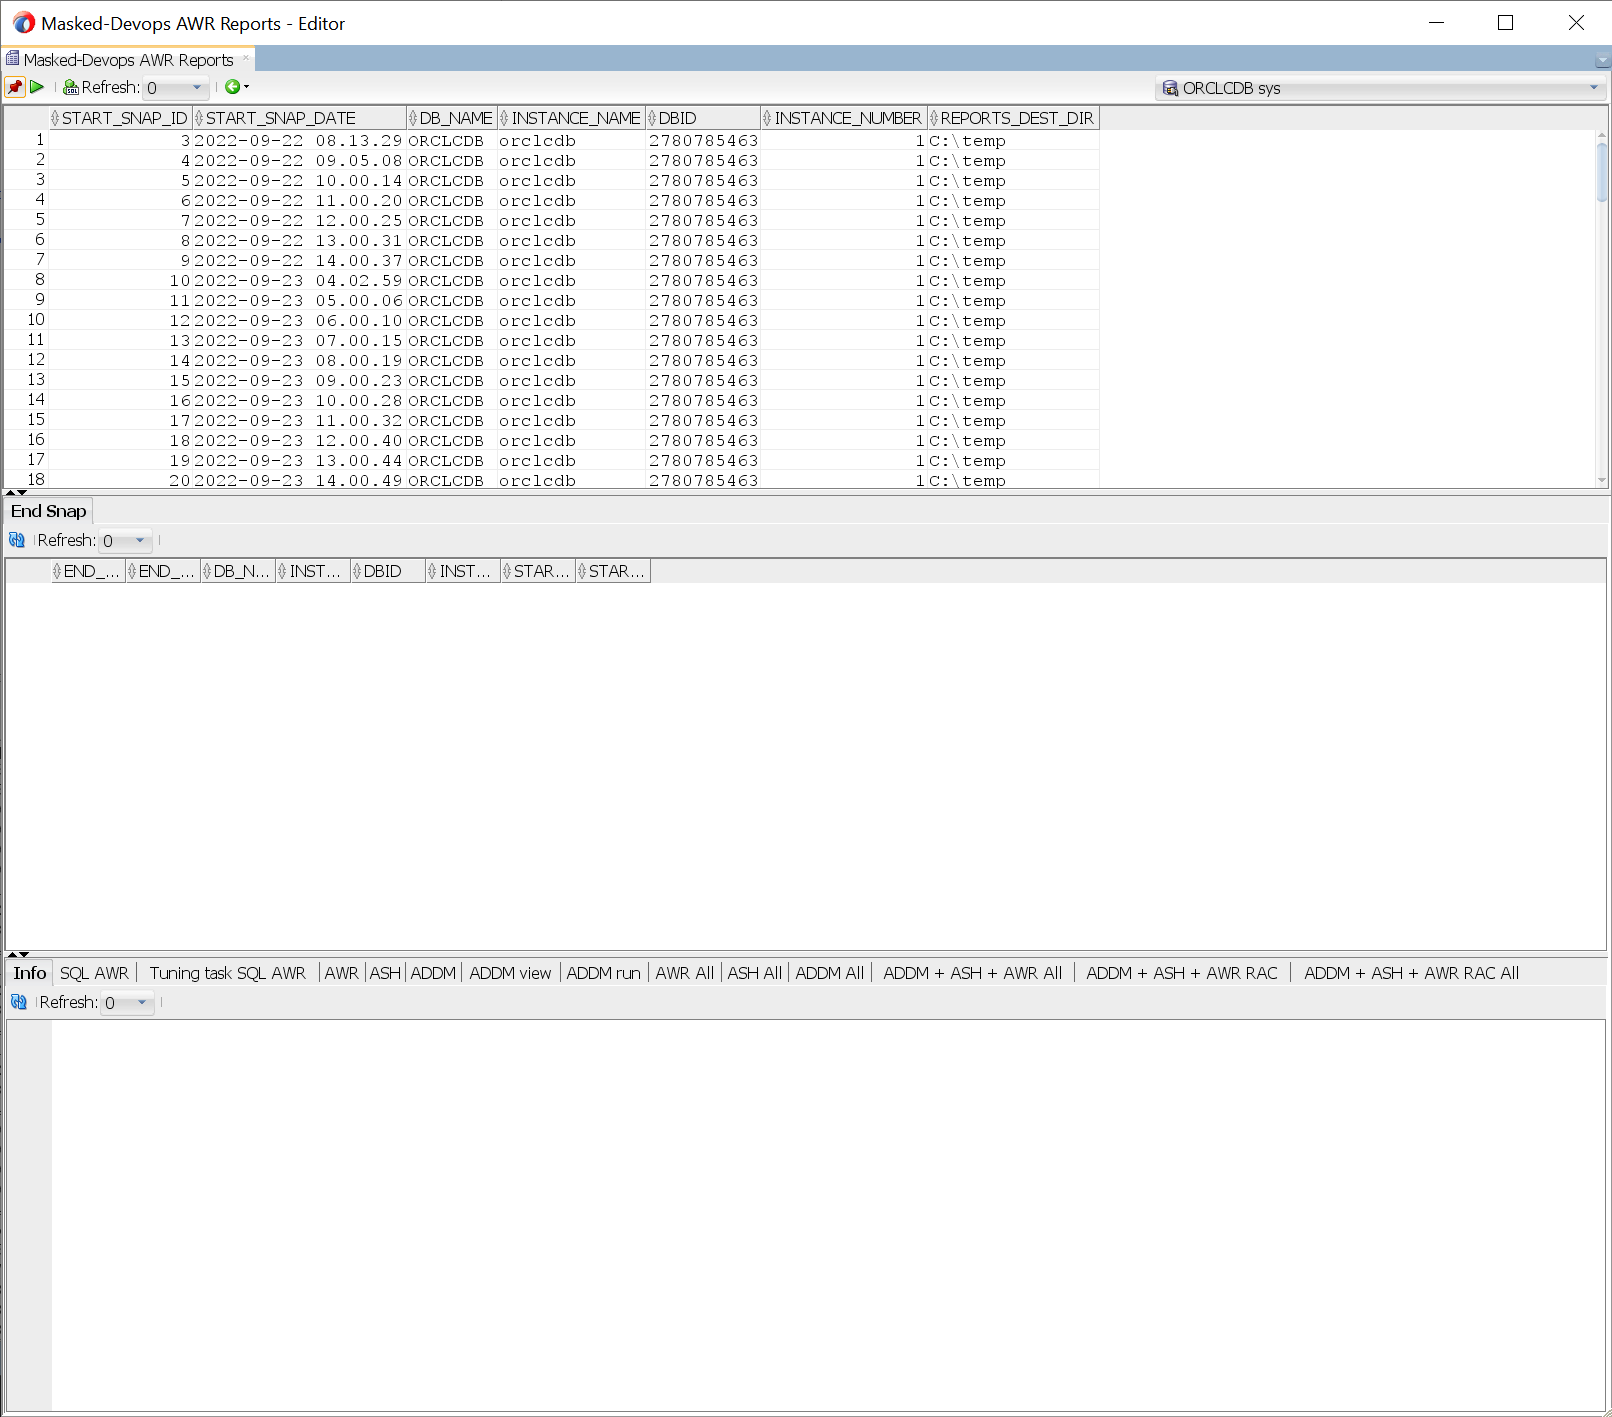 Masked-Devops AWR Reports - Editor
Masked-Devops AWR Reports
Refresh: 0
ORCLCDB sys
START_SNAP_ID START_SNAP_DATE DB_NAME INSTANCE_NAME DBID INSTANCE_NUMBER REPORTS_DEST_DIR
1 3 2022-09-22 08.13.29 ORCLCDB orclcdb 2780785463 1 C:\temp
2 4 2022-09-22 09.05.08 ORCLCDB orclcdb 2780785463 1 C:\temp
3 5 2022-09-22 10.00.14 ORCLCDB orclcdb 2780785463 1 C:\temp
4 6 2022-09-22 11.00.20 ORCLCDB orclcdb 2780785463 1 C:\temp
5 7 2022-09-22 12.00.25 ORCLCDB orclcdb 2780785463 1 C:\temp
6 8 2022-09-22 13.00.31 ORCLCDB orclcdb 2780785463 1 C:\temp
7 9 2022-09-22 14.00.37 ORCLCDB orclcdb 2780785463 1 C:\temp
8 10 2022-09-23 04.02.59 ORCLCDB orclcdb 2780785463 1 C:\temp
9 11 2022-09-23 05.00.06 ORCLCDB orclcdb 2780785463 1 C:\temp
10 12 2022-09-23 06.00.10 ORCLCDB orclcdb 2780785463 1 C:\temp
11 13 2022-09-23 07.00.15 ORCLCDB orclcdb 2780785463 1 C:\temp
12 14 2022-09-23 08.00.19 ORCLCDB orclcdb 2780785463 1 C:\temp
13 15 2022-09-23 09.00.23 ORCLCDB orclcdb 2780785463 1 C:\temp
14 16 2022-09-23 10.00.28 ORCLCDB orclcdb 2780785463 1 C:\temp
15 17 2022-09-23 11.00.32 ORCLCDB orclcdb 2780785463 1 C:\temp
16 18 2022-09-23 12.00.40 ORCLCDB orclcdb 2780785463 1 C:\temp
17 19 2022-09-23 13.00.44 ORCLCDB orclcdb 2780785463 1 C:\temp
18 20 2022-09-23 14.00.49 ORCLCDB orclcdb 2780785463 1 C:\temp
End Snap
Refresh: 0
END_... END_... DB_N... INST... DBID INST... STAR... STAR...
Info SQL AWR Tuning task SQL AWR AWR ASH ADDM ADDM view ADDM run AWR All ASH All ADDM All ADDM + ASH + AWR All ADDM + ASH + AWR RAC ADDM + ASH + AWR RAC All
Refresh: 0